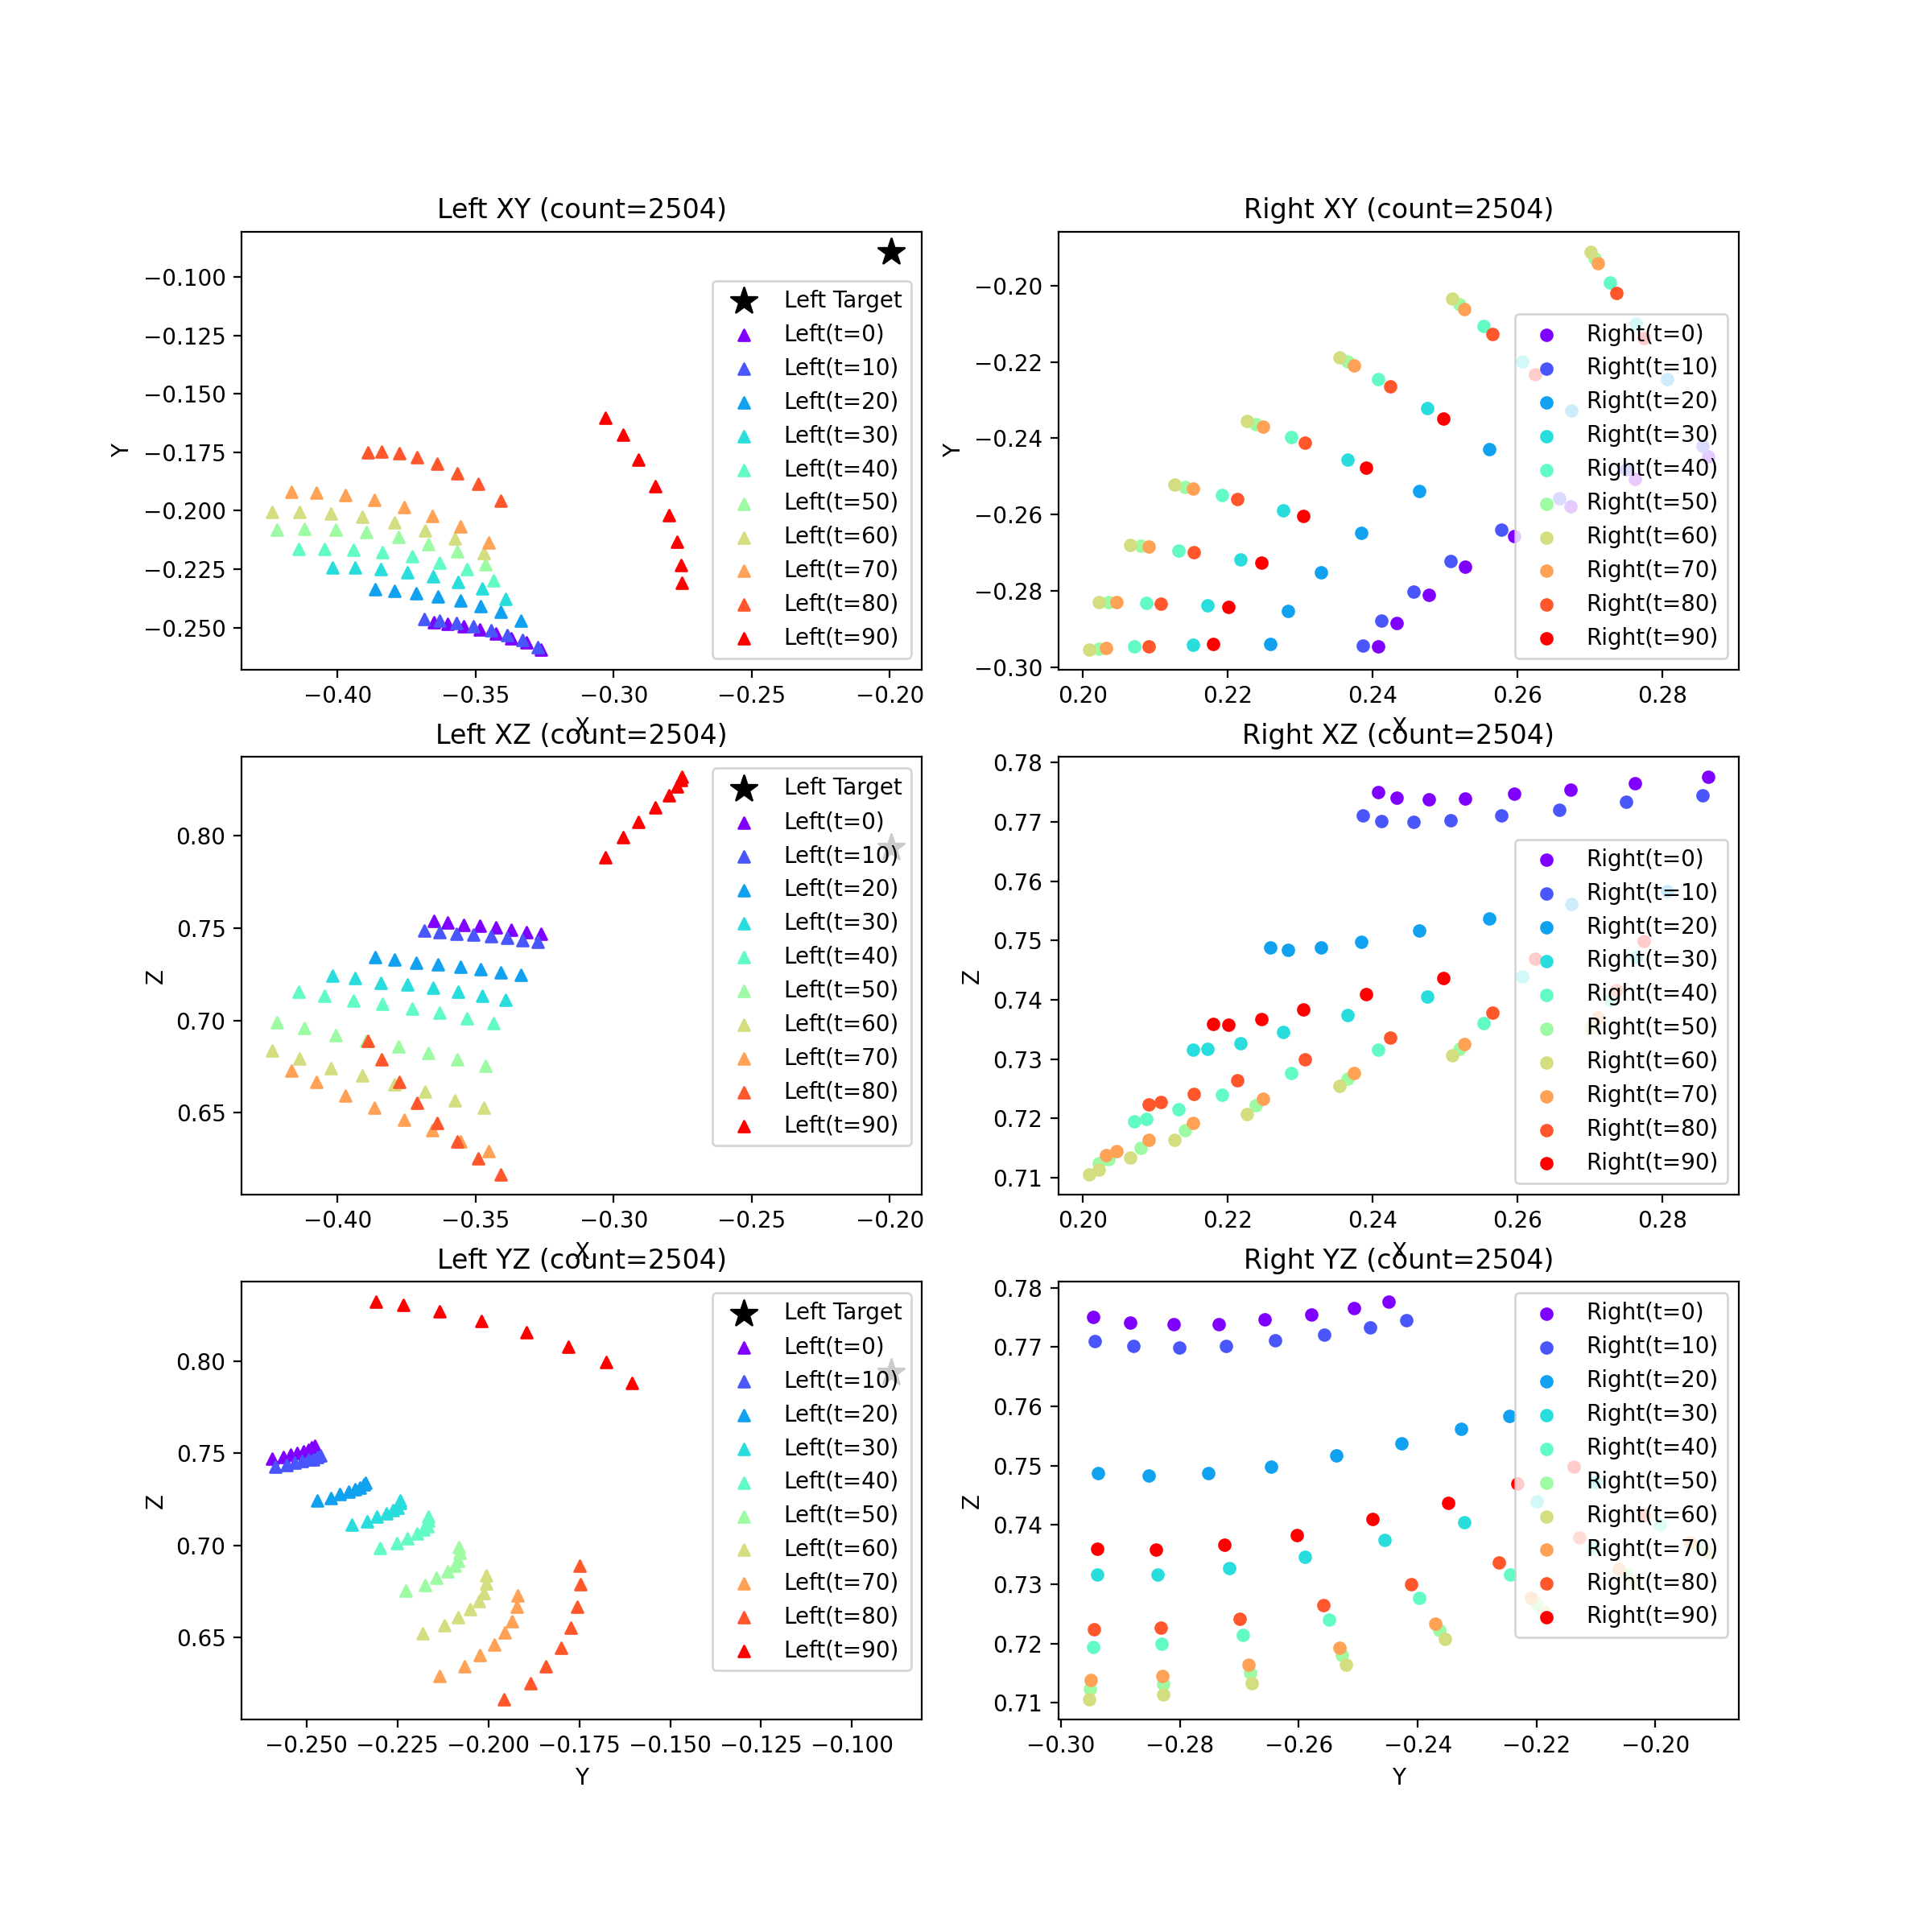 Left XY (count=2504)
Y
−0.100
−0.125
−0.150
−0.175
−0.200
−0.225
−0.250
−0.40
−0.35
−0.30
−0.25
−0.20
X
Left Target
Left(t=0)
Left(t=10)
Left(t=20)
Left(t=30)
Left(t=40)
Left(t=50)
Left(t=60)
Left(t=70)
Left(t=80)
Left(t=90)
Right XY (count=2504)
Y
−0.20
−0.22
−0.24
−0.26
−0.28
−0.30
0.20
0.22
0.24
0.26
0.28
X
Right(t=0)
Right(t=10)
Right(t=20)
Right(t=30)
Right(t=40)
Right(t=50)
Right(t=60)
Right(t=70)
Right(t=80)
Right(t=90)
Left XZ (count=2504)
Z
0.80
0.75
0.70
0.65
−0.40
−0.35
−0.30
−0.25
−0.20
X
Left Target
Left(t=0)
Left(t=10)
Left(t=20)
Left(t=30)
Left(t=40)
Left(t=50)
Left(t=60)
Left(t=70)
Left(t=80)
Left(t=90)
Right XZ (count=2504)
Z
0.78
0.77
0.76
0.75
0.74
0.73
0.72
0.71
0.20
0.22
0.24
0.26
0.28
X
Right(t=0)
Right(t=10)
Right(t=20)
Right(t=30)
Right(t=40)
Right(t=50)
Right(t=60)
Right(t=70)
Right(t=80)
Right(t=90)
Left YZ (count=2504)
Z
0.80
0.75
0.70
0.65
−0.250
−0.225
−0.200
−0.175
−0.150
−0.125
−0.100
Y
Left Target
Left(t=0)
Left(t=10)
Left(t=20)
Left(t=30)
Left(t=40)
Left(t=50)
Left(t=60)
Left(t=70)
Left(t=80)
Left(t=90)
Right YZ (count=2504)
Z
0.78
0.77
0.76
0.75
0.74
0.73
0.72
0.71
−0.30
−0.28
−0.26
−0.24
−0.22
−0.20
Y
Right(t=0)
Right(t=10)
Right(t=20)
Right(t=30)
Right(t=40)
Right(t=50)
Right(t=60)
Right(t=70)
Right(t=80)
Right(t=90)